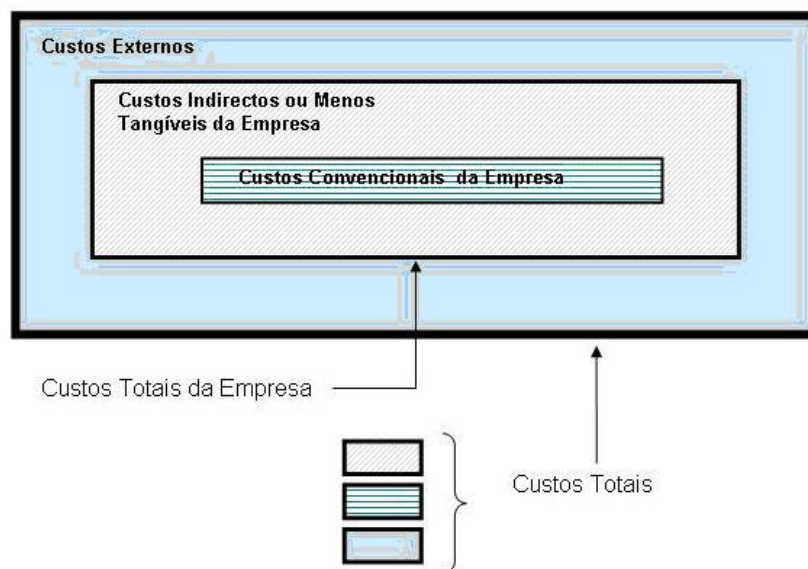 Custos Externos
Custos Indirectos ou Menos
Tangíveis da Empresa
Custos Convencionais da Empresa
Custos Totais da Empresa
Custos Totais